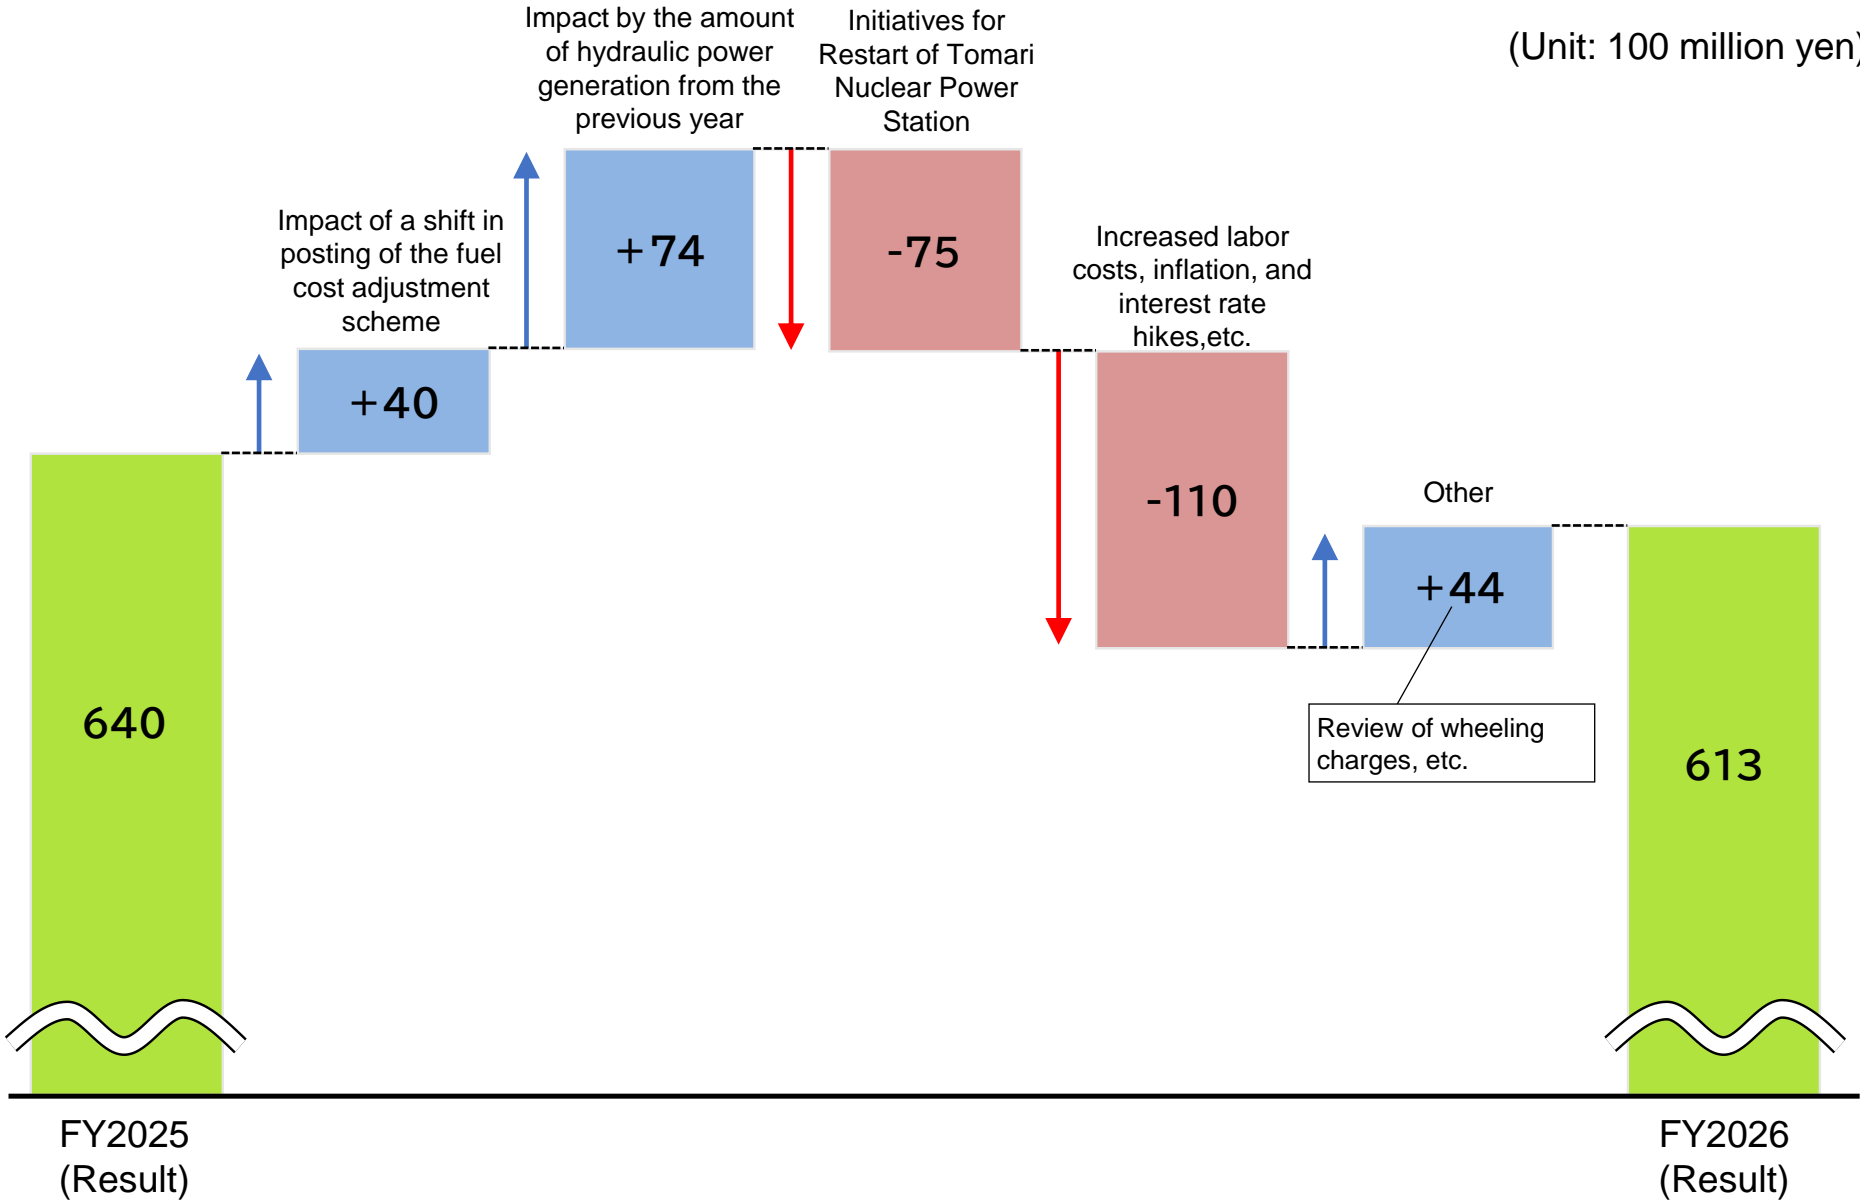 (Unit: 100 million yen)
Impact by the amount
of hydraulic power
generation from the
previous year
Initiatives for
Restart of Tomari
Nuclear Power
Station
Impact of a shift in
posting of the fuel
cost adjustment
scheme
Increased labor
costs, inflation, and
interest rate
hikes,etc.
Other
+74
-75
+40
-110
+44
640
Review of wheeling
charges, etc.
613
FY2025
(Result)
FY2026
(Result)